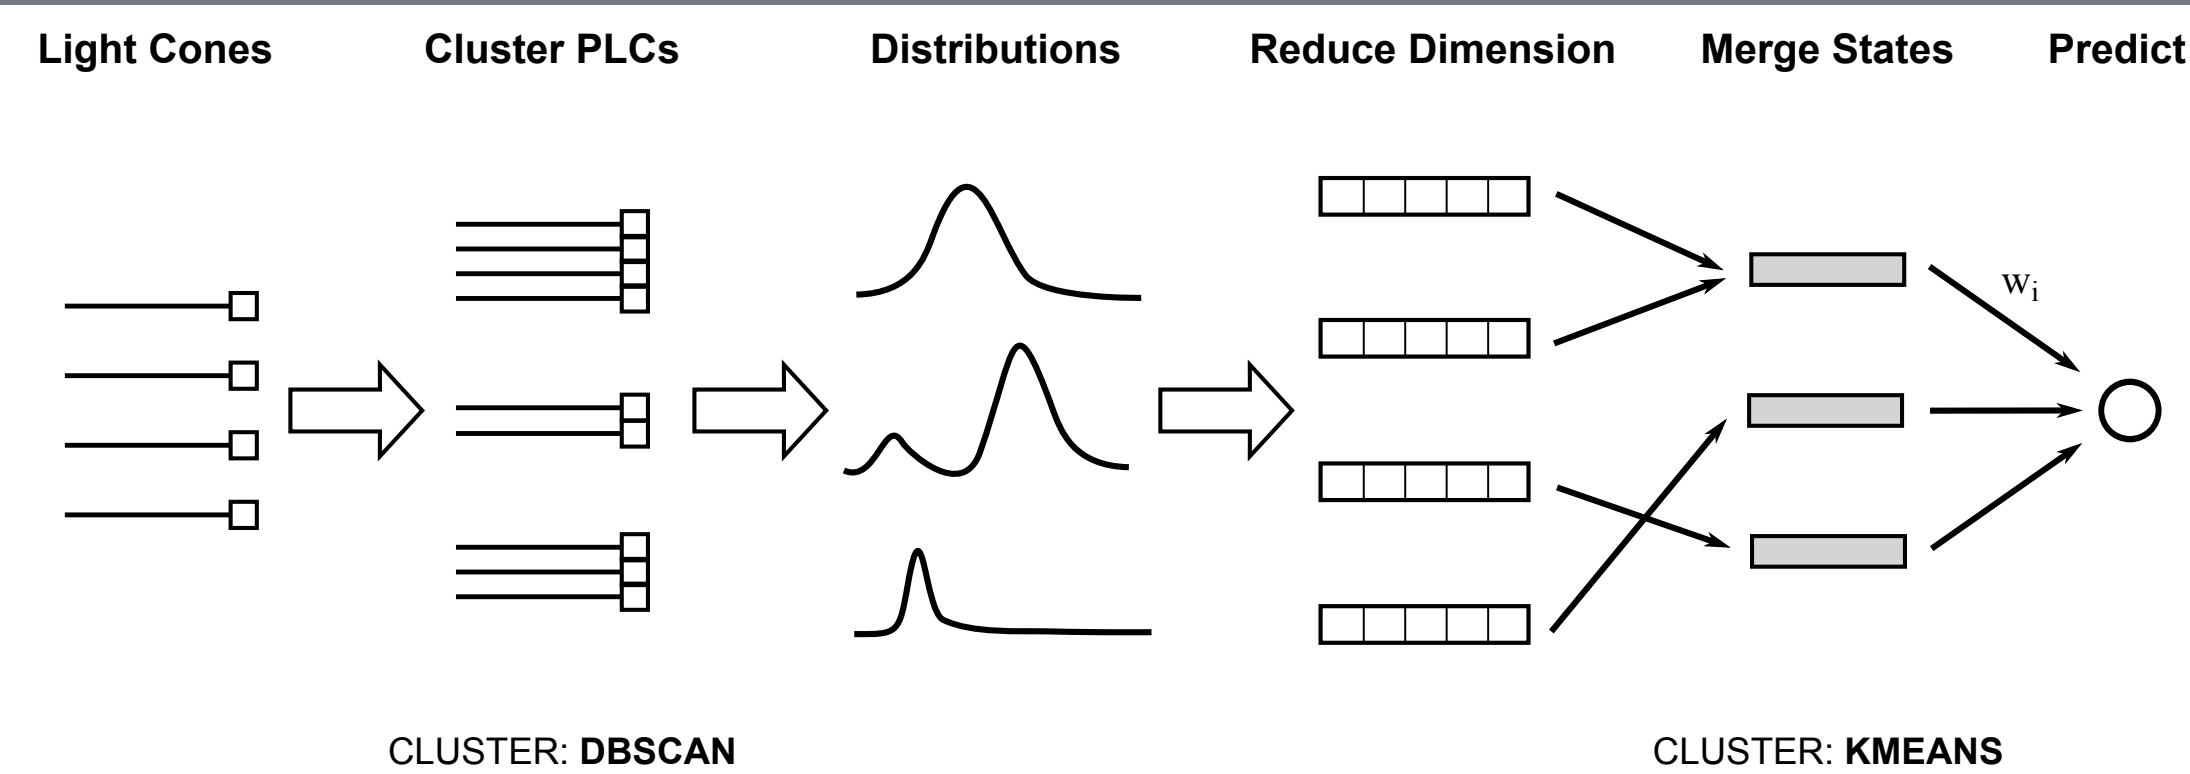 Light Cones
Cluster PLCs
Distributions
Reduce Dimension
Merge States
Predict
wi
CLUSTER: DBSCAN
CLUSTER: KMEANS